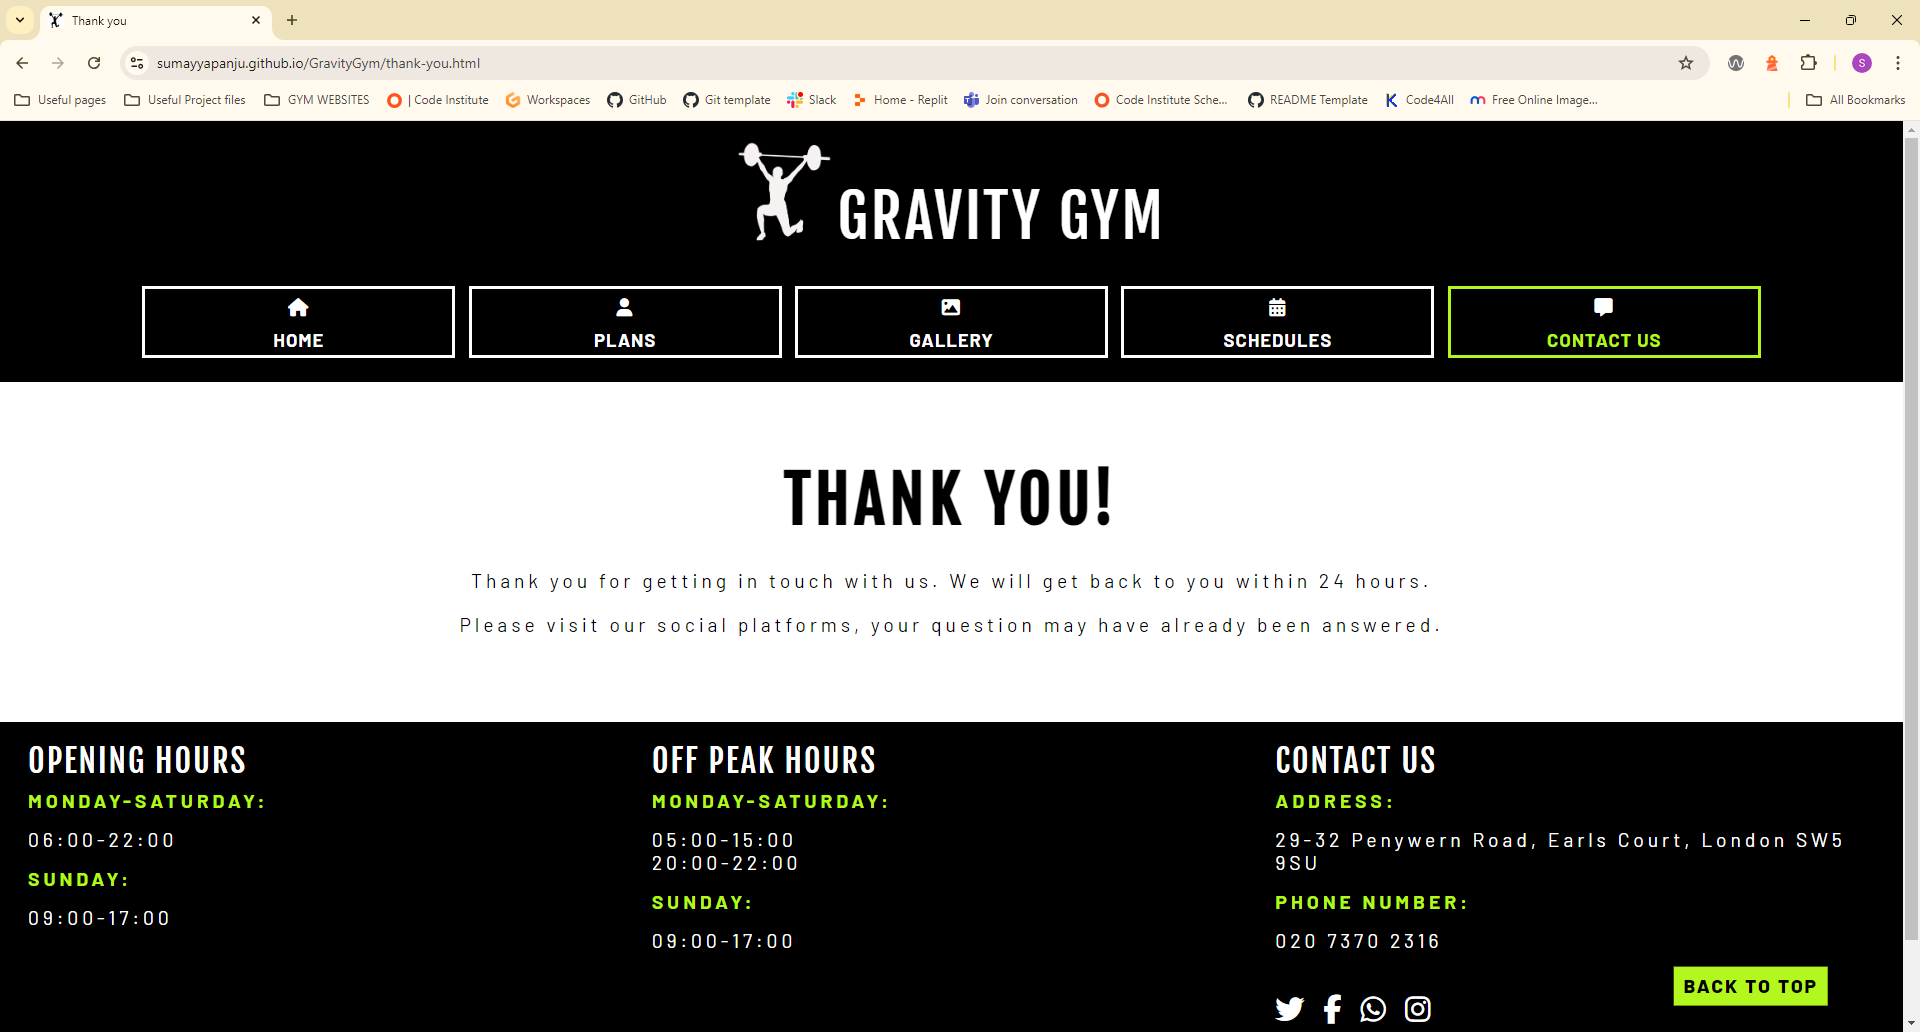 Thank you
sumayyapanju.github.io/GravityGym/thank-you.html
S
Useful pages Useful Project files GYM WEBSITES | Code Institute Workspaces GitHub Git template Slack Home - Replit Join conversation Code Institute Sche... README Template Code4All Free Online Image... All Bookmarks
GRAVITY GYM
HOME PLANS GALLERY SCHEDULES CONTACT US
THANK YOU!
Thank you for getting in touch with us. We will get back to you within 24 hours.
Please visit our social platforms, your question may have already been answered.
OPENING HOURS
MONDAY-SATURDAY:
06:00-22:00
SUNDAY:
09:00-17:00
OFF PEAK HOURS
MONDAY-SATURDAY:
05:00-15:00
20:00-22:00
SUNDAY:
09:00-17:00
CONTACT US
ADDRESS:
29-32 Penywern Road, Earls Court, London SW5
9SU
PHONE NUMBER:
020 7370 2316
BACK TO TOP